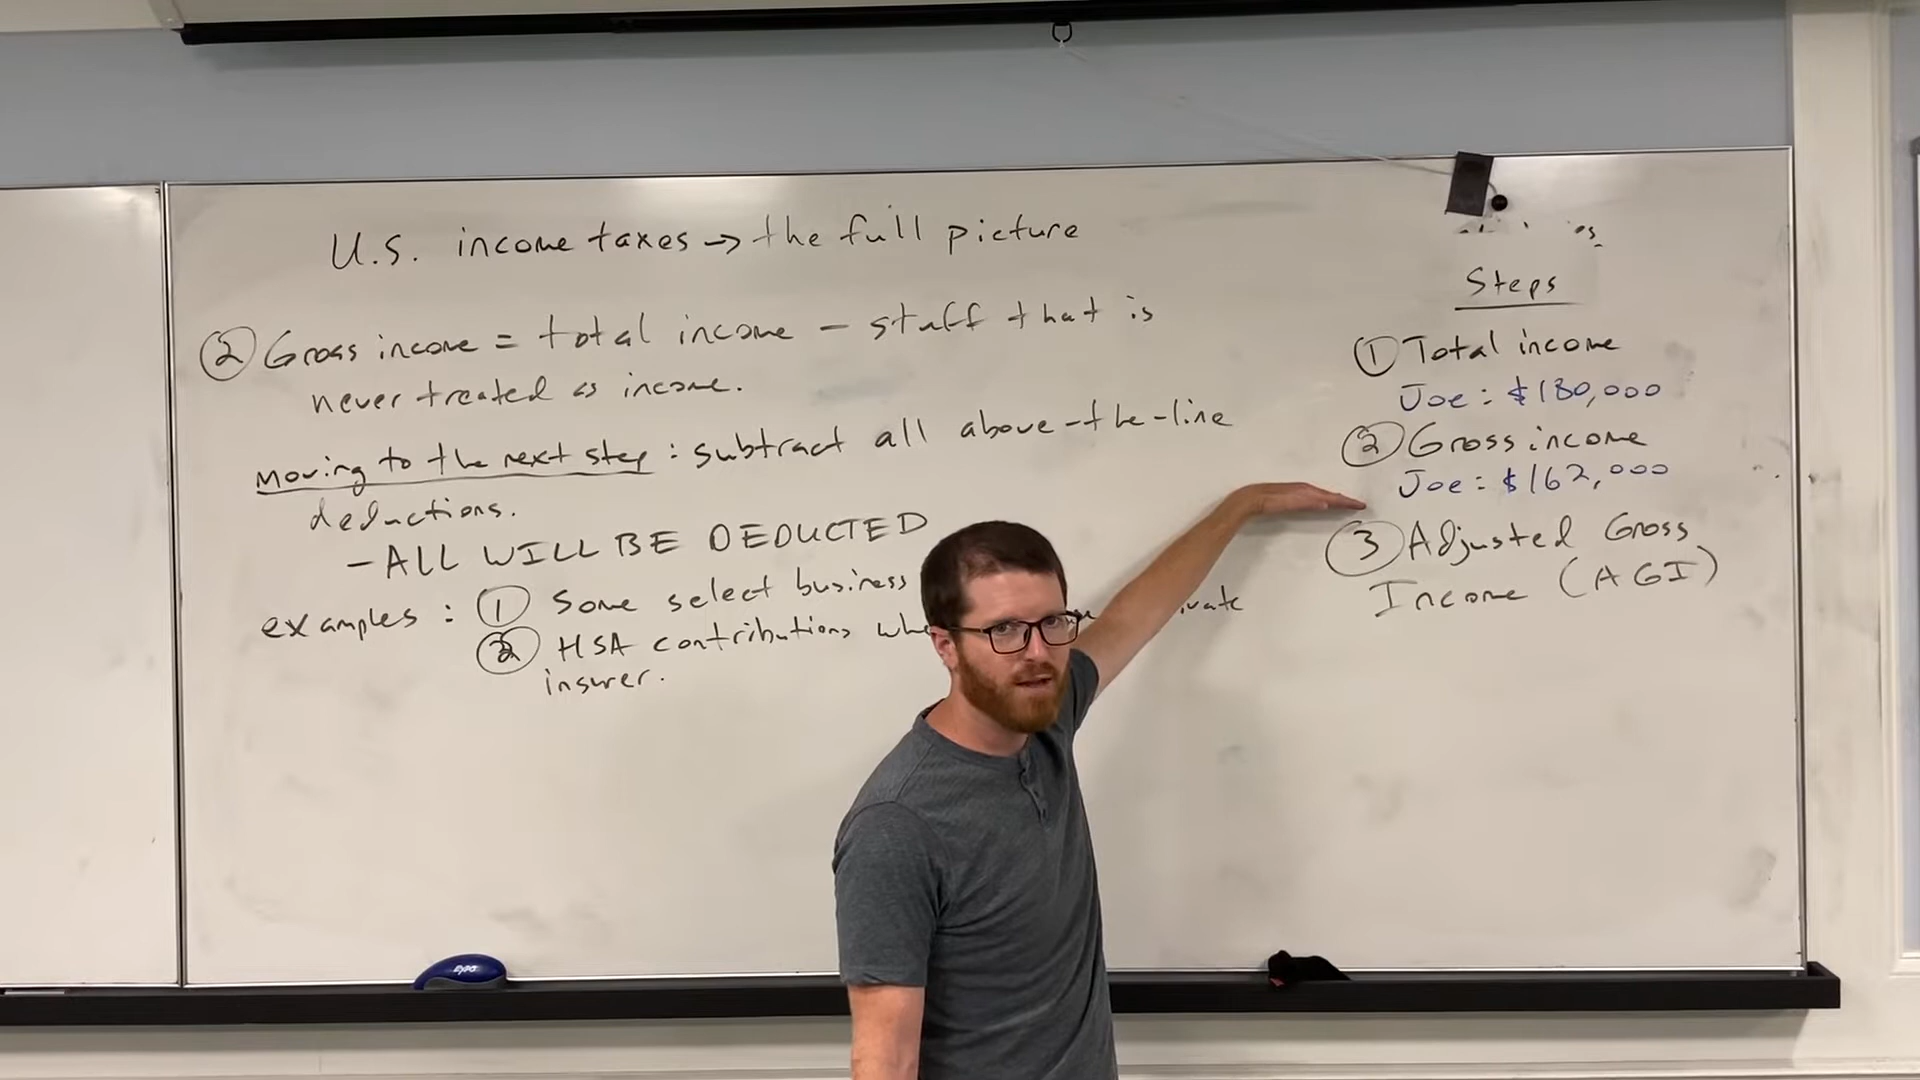 U.S. income taxes → the full picture
② Gross income = total income - stuff that is
never treated as income.
Moving to the next step: subtract all above-the-line
deductions.
- ALL WILL BE DEDUCTED
examples: ① Some select business
② HSA contributions
insurer.
Steps
① Total income
Joe: $180,000
② Gross income
Joe: $162,000
③ Adjusted Gross
Income (AGI)
EXPO